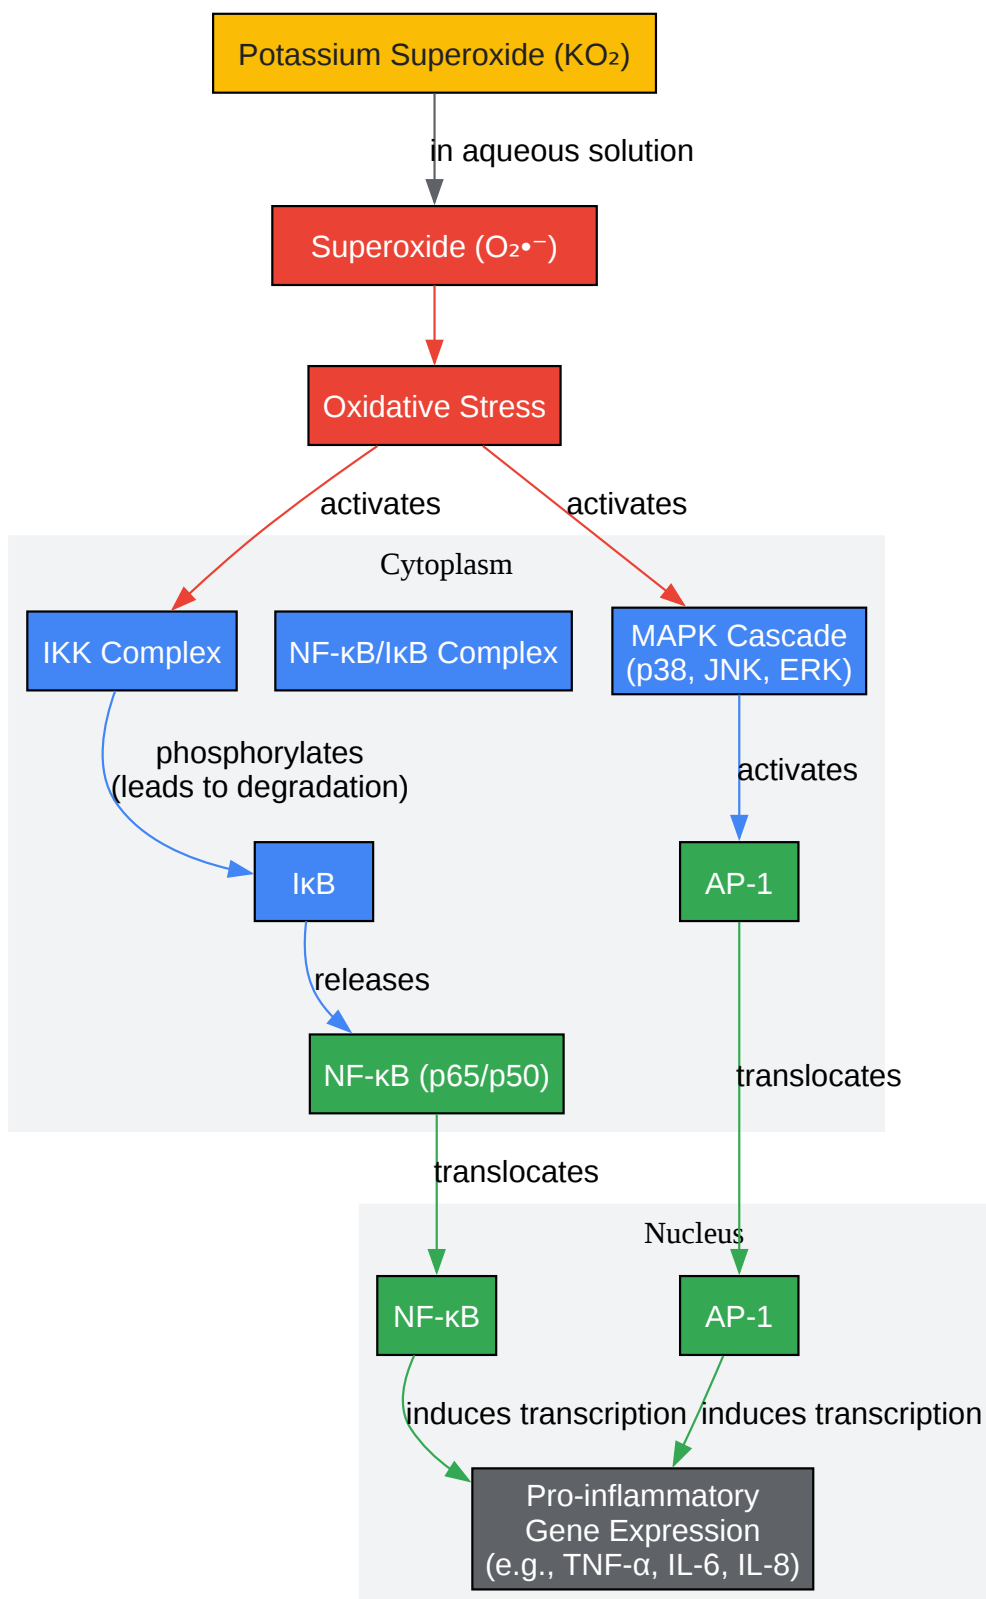 Potassium Superoxide (KO₂)
in aqueous solution
Superoxide (O₂•⁻)
Oxidative Stress
activates
activates
Cytoplasm
IKK Complex
NF-κB/IκB Complex
MAPK Cascade
(p38, JNK, ERK)
phosphorylates
(leads to degradation)
activates
IκB
AP-1
releases
NF-κB (p65/p50)
translocates
translocates
Nucleus
NF-κB
AP-1
induces transcription
induces transcription
Pro-inflammatory
Gene Expression
(e.g., TNF-α, IL-6, IL-8)